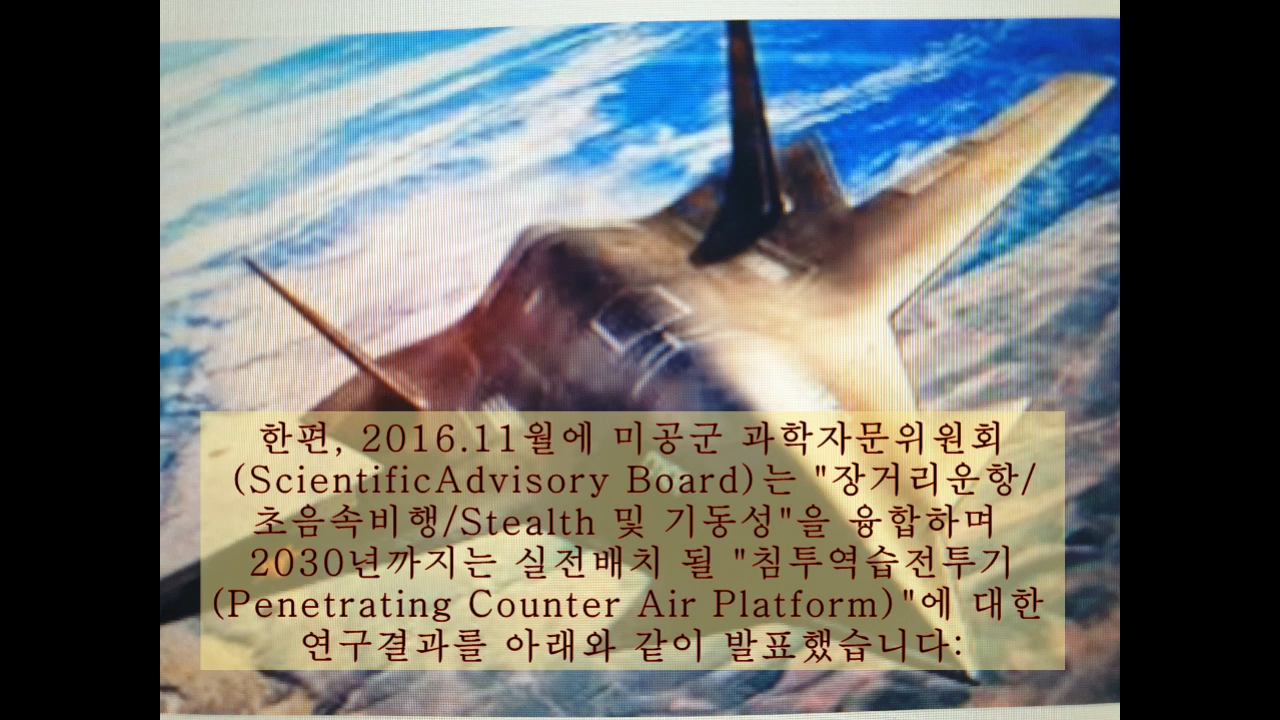 한편, 2016.11월에 미공군 과학자문위원회
(ScientificAdvisory Board)는 "장거리운항/
초음속비행/Stealth 및 기동성"을 융합하며
2030년까지는 실전배치 될 "침투역습전투기
(Penetrating Counter Air Platform)"에 대한
연구결과를 아래와 같이 발표했습니다: